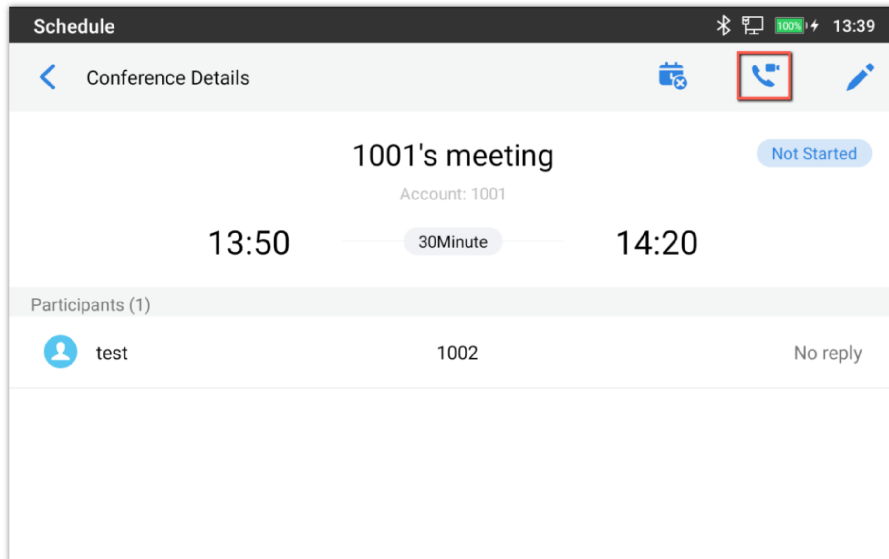 Schedule 100% 13:39
Conference Details
1001's meeting Not Started
Account: 1001
13:50 30Minute 14:20
Participants (1)
test 1002 No reply